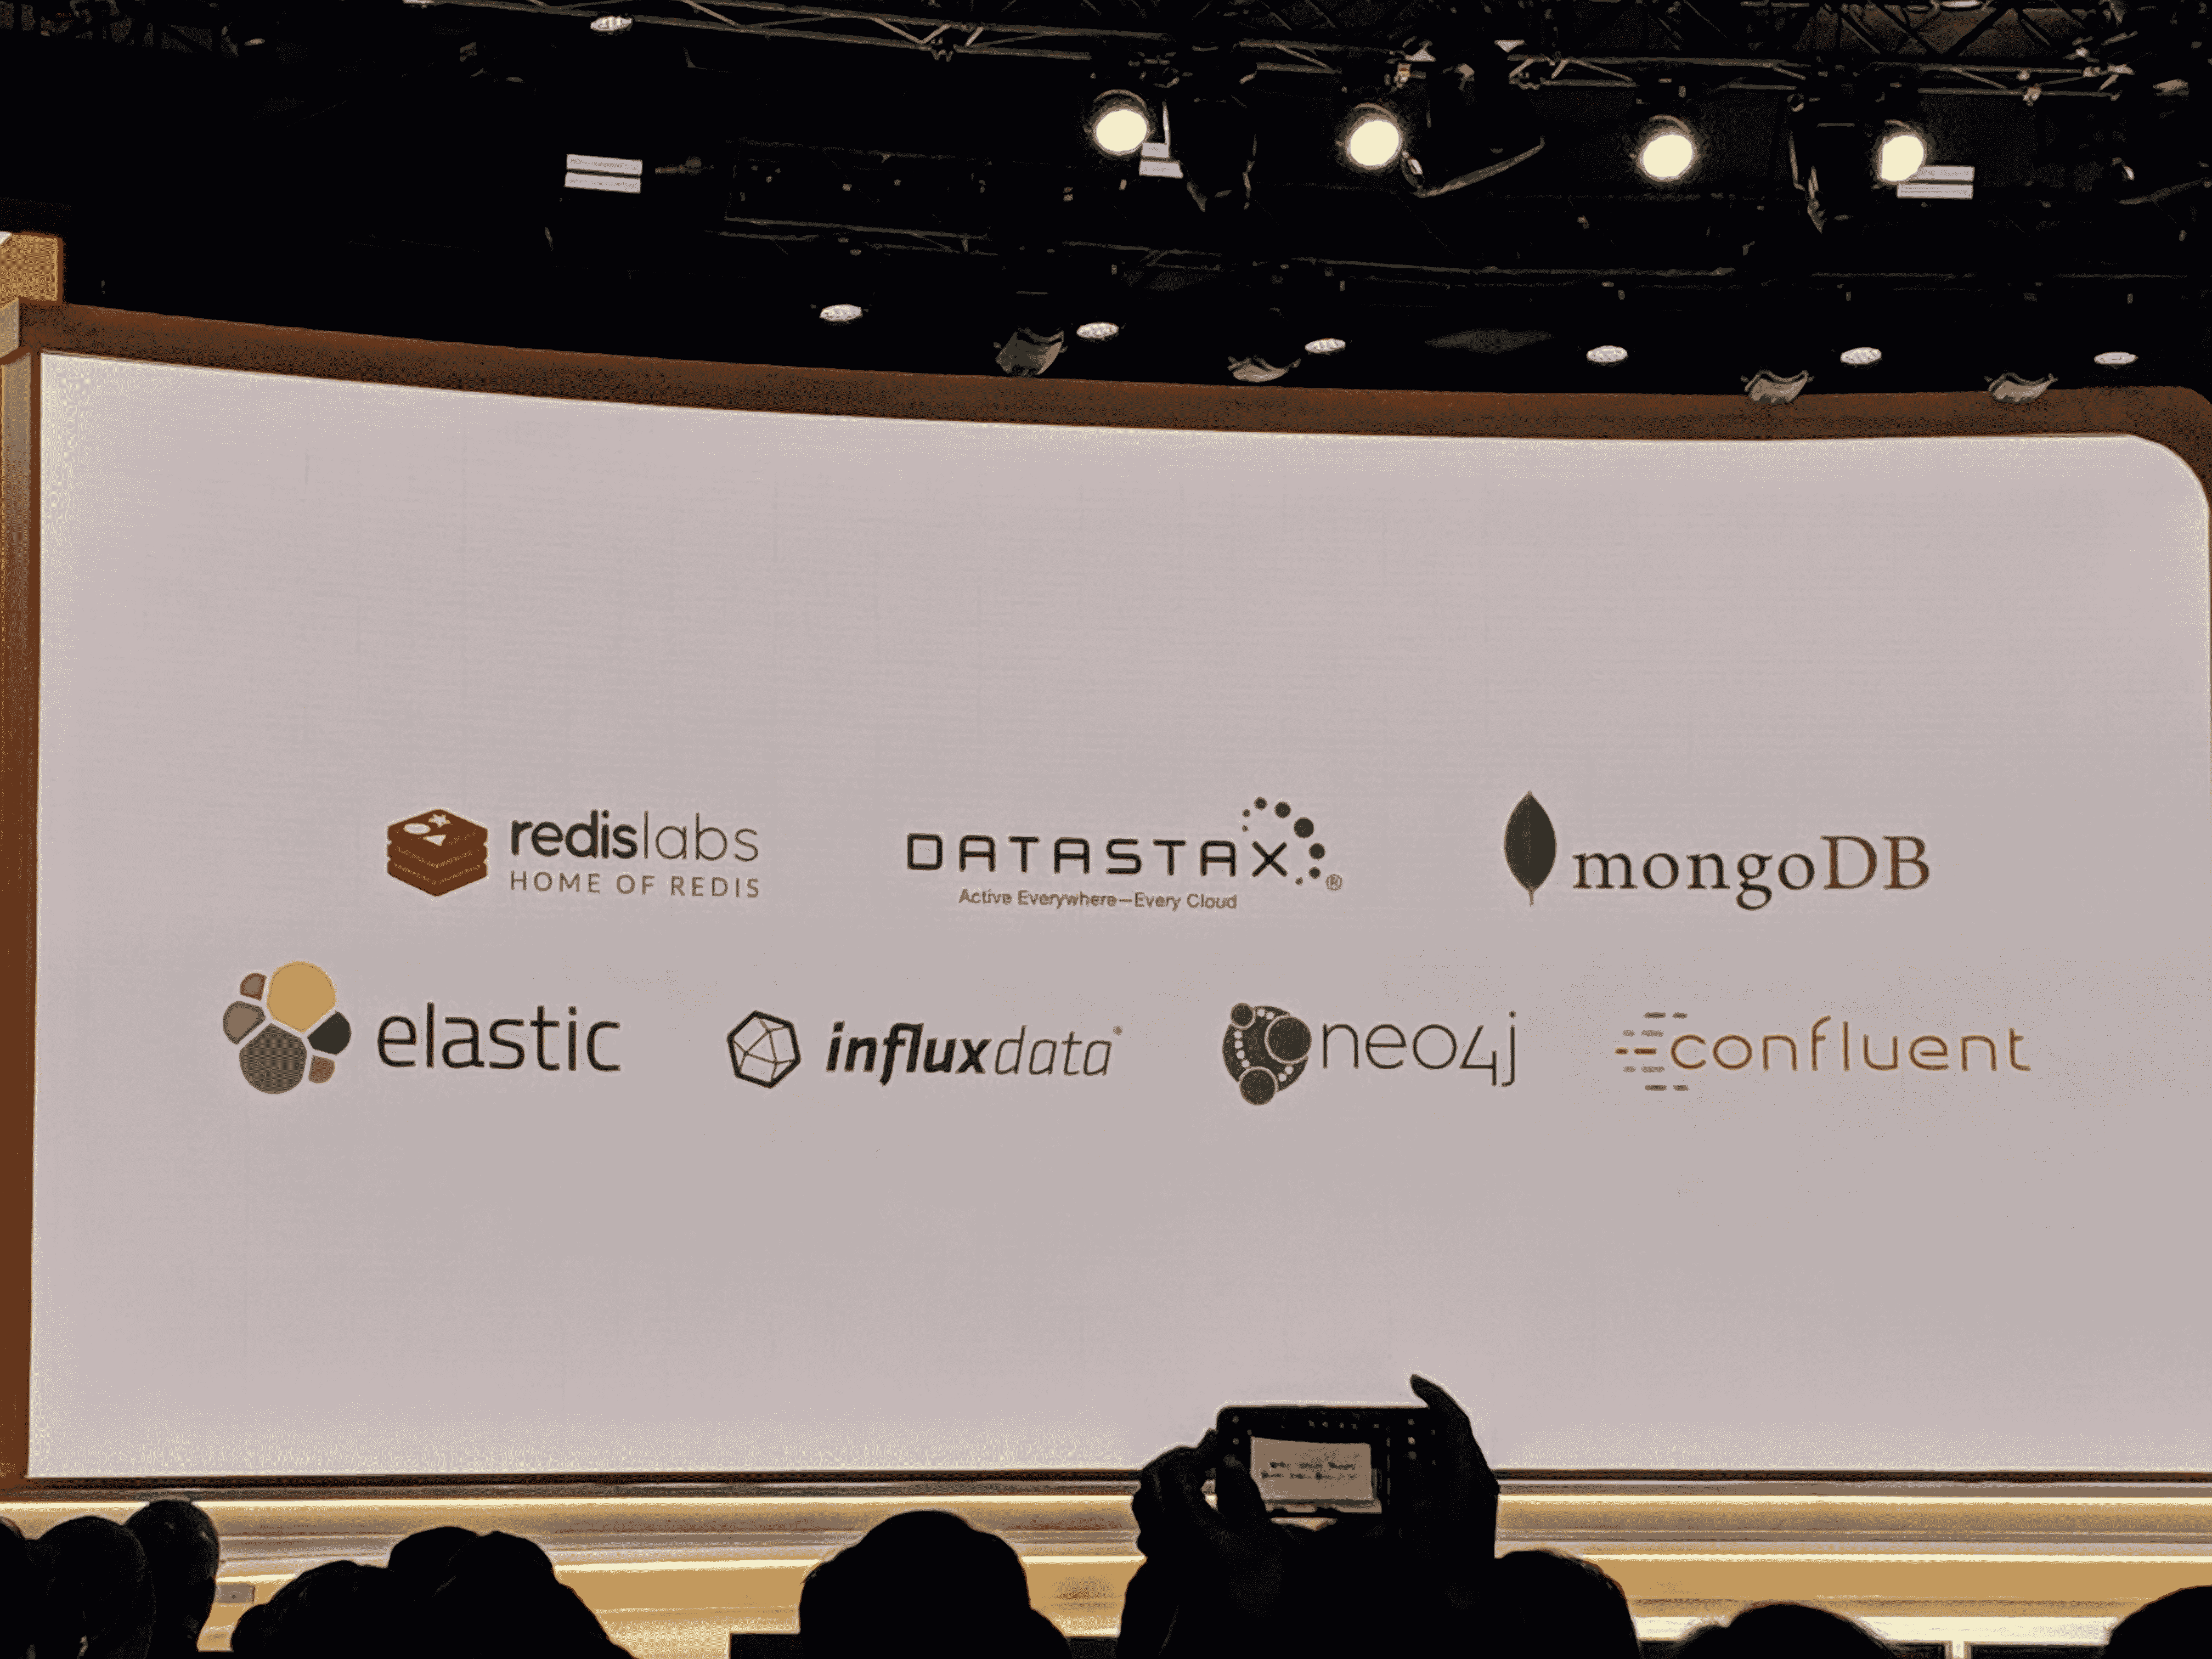 redislabs
HOME OF REDIS
DATASTAX®
Active Everywhere—Every Cloud
mongoDB
elastic
influxdata
neo4j
confluent